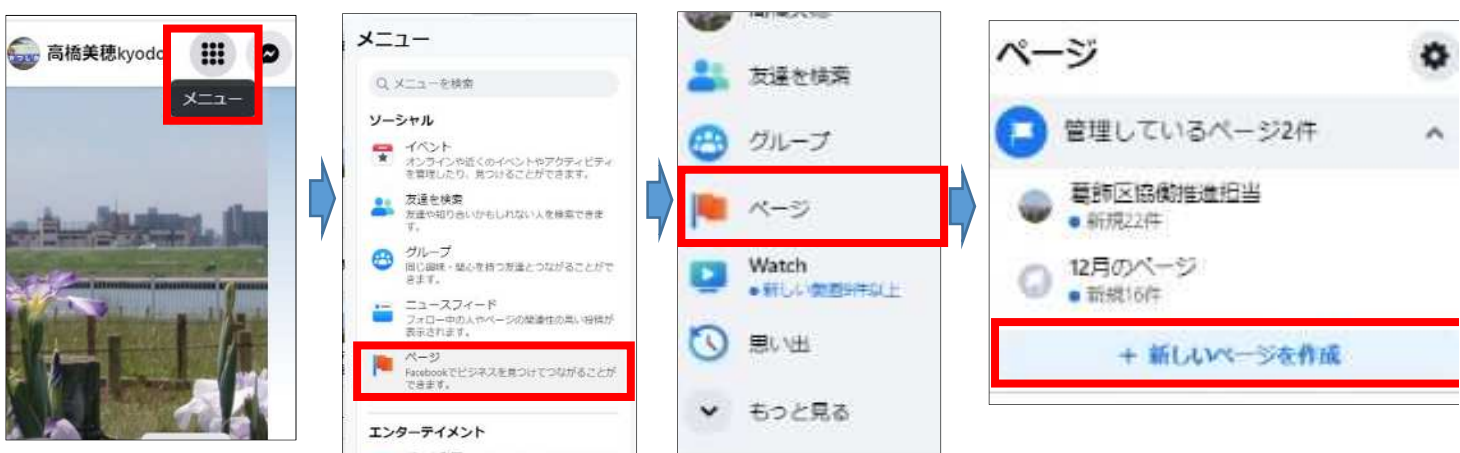 高橋美穂kyodo
メニュー
メニュー
メニューを検索
ソーシャル
イベント
オンラインや近くのイベントやアクティビティ
を管理したり、見つけることができます。
友達を検索
友達や知り合いかもしれない人を検索できま
す。
グループ
同じ興味・関心を持つ友達とつながることがで
きます。
ニュースフィード
フォロー中の人やページの関連性の高い投稿が
表示されます。
ページ
Facebookでビジネスを見つけてつながることが
できます。
エンターテイメント
友達を検索
グループ
ページ
Watch
新しい動画9件以上
思い出
もっと見る
ページ
管理しているページ2件
葛飾区協働推進担当
新規22件
12月のページ
新規16件
+ 新しいページを作成